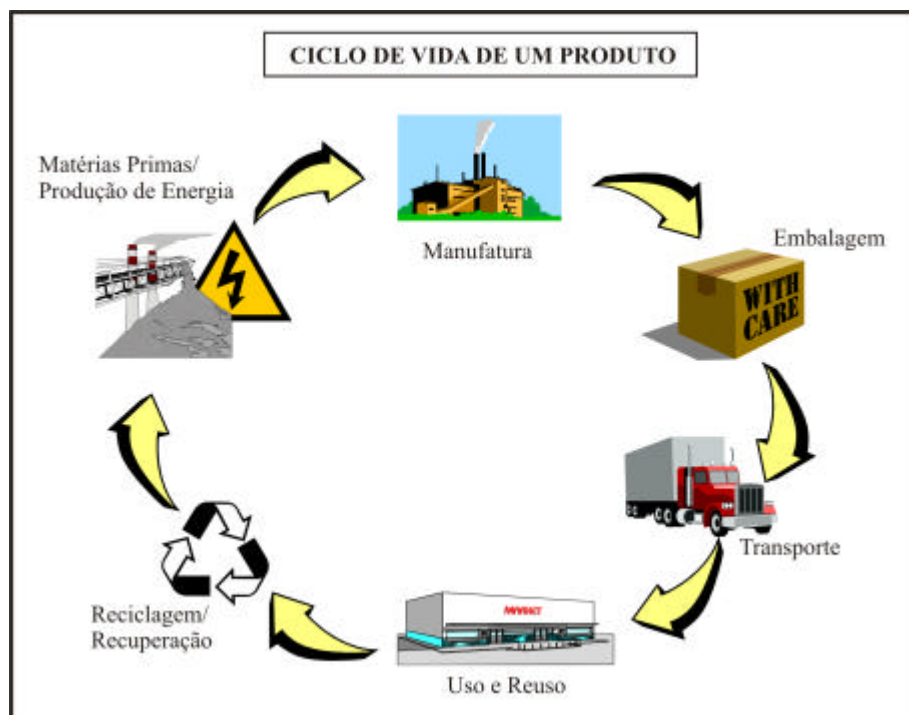 CICLO DE VIDA DE UM PRODUTO
Matérias Primas/
Produção de Energia
Manufatura
Embalagem
WITH
CARE
Transporte
Uso e Reuso
Reciclagem/
Recuperação